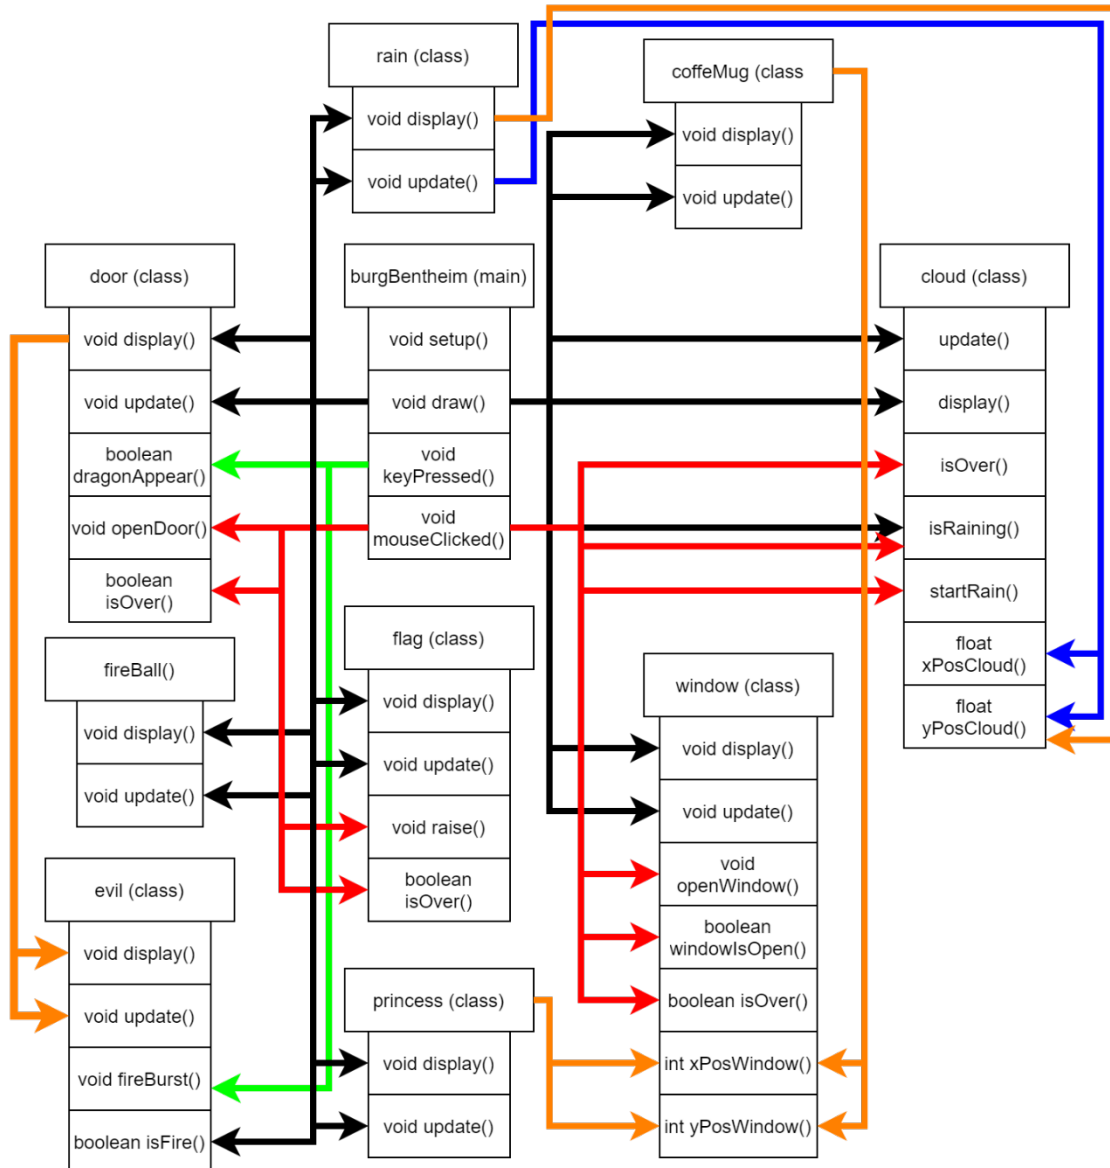 rain (class)
void display()
void update()
coffeMug (class
void display()
void update()
door (class)
void display()
void update()
boolean
dragonAppear()
void openDoor()
boolean
isOver()
burgBentheim (main)
void setup()
void draw()
void
keyPressed()
void
mouseClicked()
cloud (class)
update()
display()
isOver()
isRaining()
startRain()
float
xPosCloud()
float
yPosCloud()
fireBall()
void display()
void update()
flag (class)
void display()
void update()
void raise()
boolean
isOver()
window (class)
void display()
void update()
void
openWindow()
boolean
windowIsOpen()
boolean isOver()
int xPosWindow()
int yPosWindow()
evil (class)
void display()
void update()
void fireBurst()
boolean isFire()
princess (class)
void display()
void update()